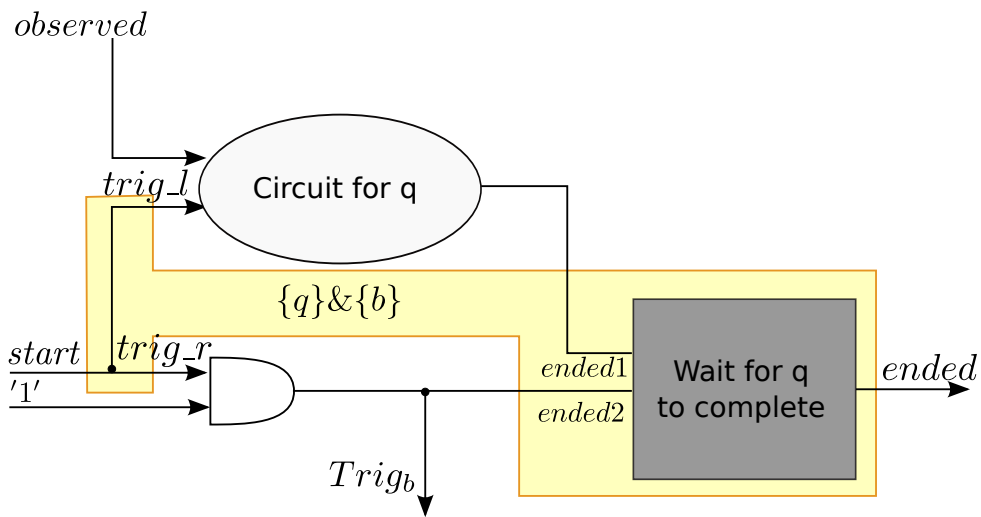 observed
trig_l
Circuit for q
{q}&{b}
start
trig_r
'1'
ended1
Wait for q
to complete
ended
ended2
Trig_b